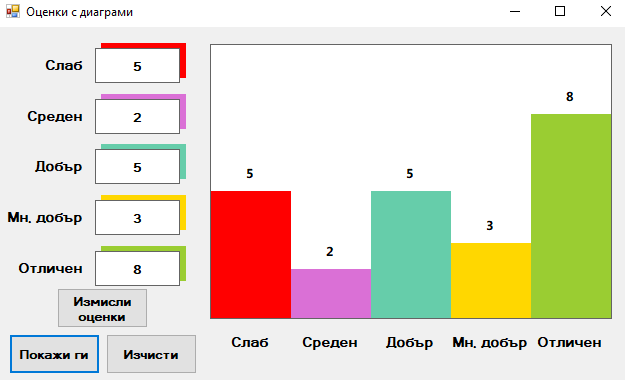 Оценки с диаграми
Слаб 5
Среден 2
Добър 5
Мн. добър 3
Отличен 8
Измисли
оценки
Покажи ги Изчисти
8
5 5
3
2
Слаб Среден Добър Мн. добър Отличен